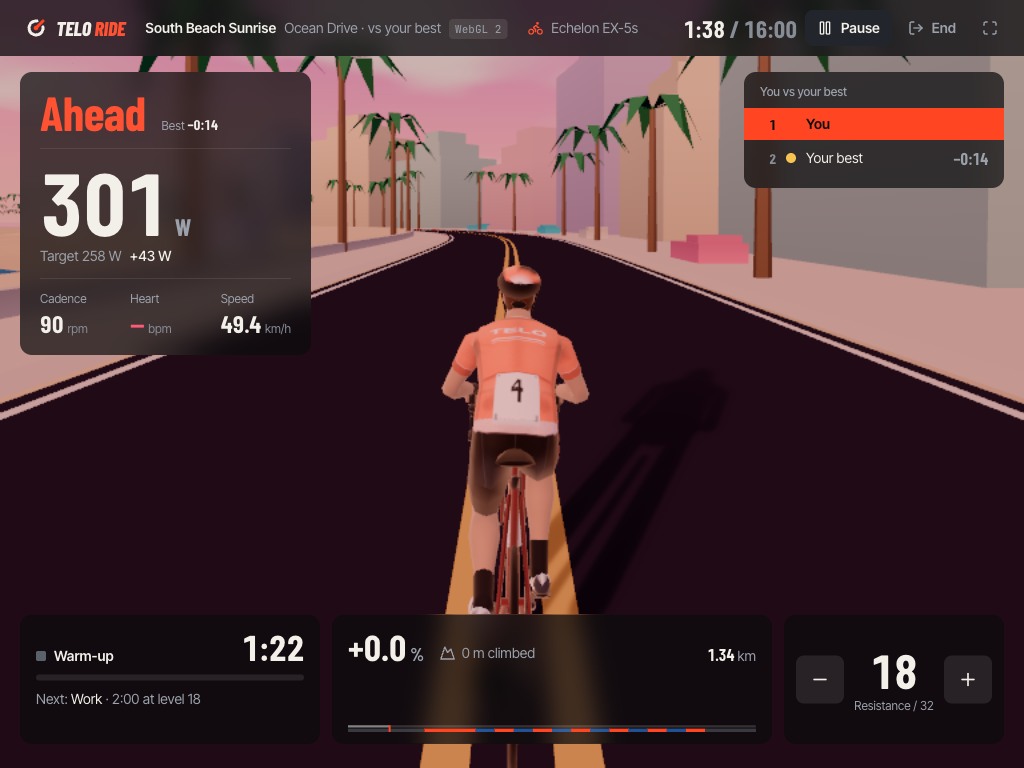 TELO RIDE South Beach Sunrise Ocean Drive · vs your best WebGL 2 Echelon EX-5s 1:38 / 16:00 Pause End
Ahead Best −0:14
301 W
Target 258 W +43 W
Cadence Heart Speed
90 rpm — bpm 49.4 km/h
You vs your best
1 You
2 Your best −0:14
TELO
4
Warm-up 1:22
Next: Work · 2:00 at level 18
+0.0 % 0 m climbed 1.34 km
− 18 +
Resistance / 32